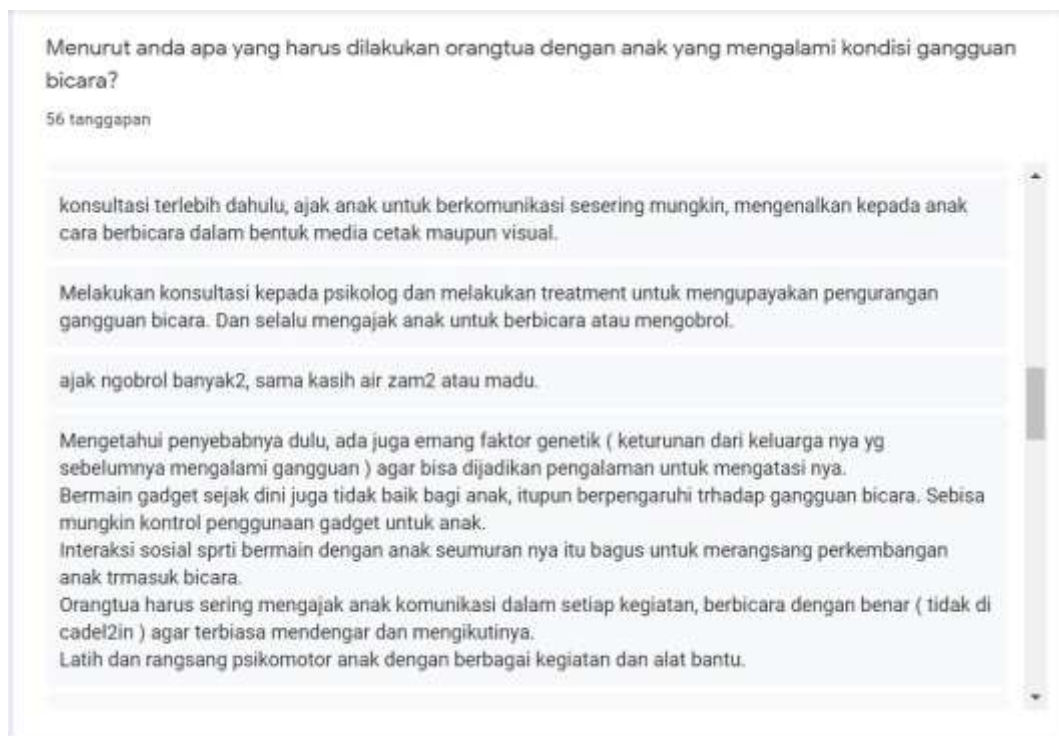 Menurut anda apa yang harus dilakukan orangtua dengan anak yang mengalami kondisi gangguan
bicara?
56 tanggapan
konsultasi terlebih dahulu, ajak anak untuk berkomunikasi sesering mungkin, mengenalkan kepada anak
cara berbicara dalam bentuk media cetak maupun visual.
Melakukan konsultasi kepada psikolog dan melakukan treatment untuk mengupayakan pengurangan
gangguan bicara. Dan selalu mengajak anak untuk berbicara atau mengobrol.
ajak ngobrol banyak2, sama kasih air zam2 atau madu.
Mengetahui penyebabnya dulu, ada juga emang faktor genetik ( keturunan dari keluarga nya yg
sebelumnya mengalami gangguan ) agar bisa dijadikan pengalaman untuk mengatasi nya.
Bermain gadget sejak dini juga tidak baik bagi anak, itupun berpengaruhi trhadap gangguan bicara. Sebisa
mungkin kontrol penggunaan gadget untuk anak.
Interaksi sosial sprti bermain dengan anak seumuran nya itu bagus untuk merangsang perkembangan
anak trmasuk bicara.
Orangtua harus sering mengajak anak komunikasi dalam setiap kegiatan, berbicara dengan benar ( tidak di
cadel2in ) agar terbiasa mendengar dan mengikutinya.
Latih dan rangsang psikomotor anak dengan berbagai kegiatan dan alat bantu.